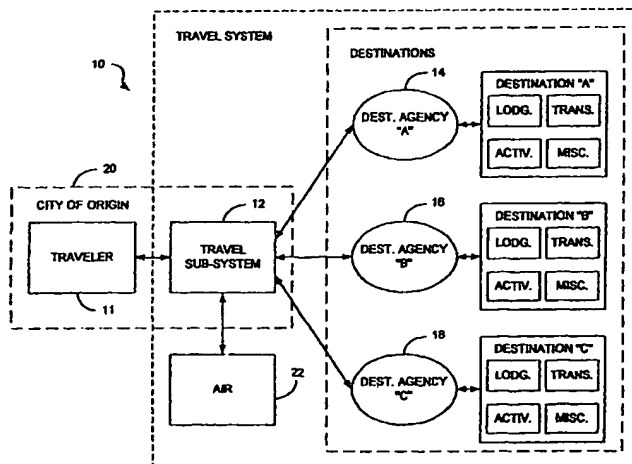 TRAVEL SYSTEM
DESTINATIONS
10
14
DEST. AGENCY
"A"
DESTINATION "A"
LODG. TRANS.
ACTIV. MISC.
20
CITY OF ORIGIN
12
TRAVELER
TRAVEL
SUB-SYSTEM
11
16
DEST. AGENCY
"B"
DESTINATION "B"
LODG. TRANS.
ACTIV. MISC.
AIR
22
18
DEST. AGENCY
"C"
DESTINATION "C"
LODG. TRANS.
ACTIV. MISC.